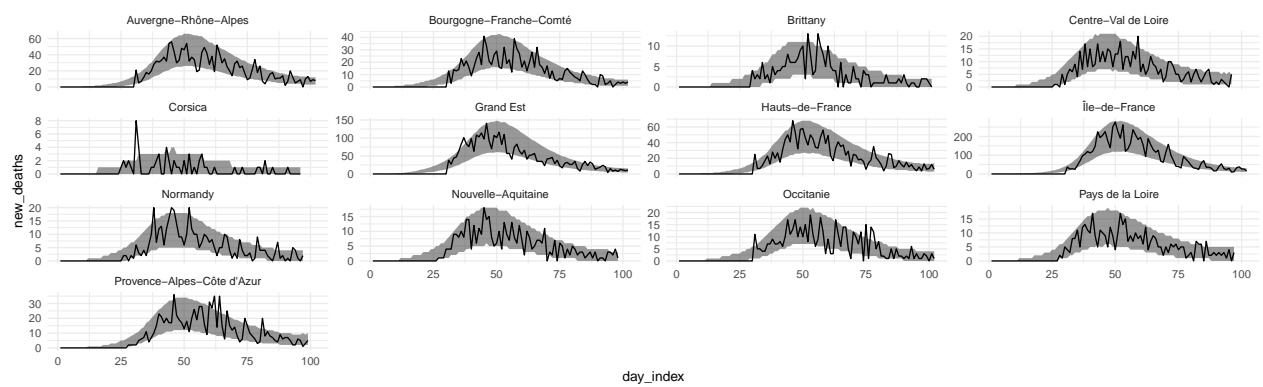 Auvergne−Rhône−Alpes
Bourgogne−Franche−Comté
Brittany
Centre−Val de Loire
60
40
20
0
40
30
20
10
0
10
5
0
20
15
10
5
0
Corsica
Grand Est
Hauts−de−France
Île−de−France
8
6
4
2
0
150
100
50
0
60
40
20
0
200
100
0
Normandy
Nouvelle−Aquitaine
Occitanie
Pays de la Loire
20
15
10
5
0
15
10
5
0
20
15
10
5
0
15
10
5
0
Provence−Alpes−Côte d'Azur
30
20
10
0
0 25 50 75 100
0 25 50 75 100
0 25 50 75 100
0 25 50 75 100
new_deaths
day_index